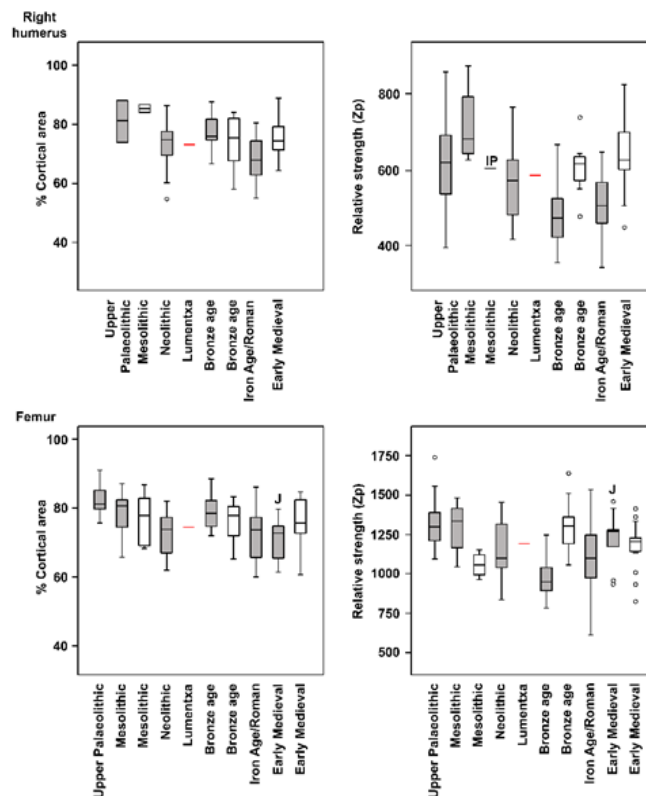 Right
humerus
% Cortical area
100
80
60
40
Upper
Palaeolithic
Mesolithic
Neolithic
Lumentxa
Bronze age
Bronze age
Iron Age/Roman
Early Medieval
Relative strength (Zp)
800
600
400
IP
Upper
Palaeolithic
Mesolithic
Mesolithic
Neolithic
Lumentxa
Bronze age
Bronze age
Iron Age/Roman
Early Medieval
Femur
% Cortical area
100
80
60
40
J
Upper Palaeolithic
Mesolithic
Mesolithic
Neolithic
Lumentxa
Bronze age
Bronze age
Iron Age/Roman
Early Medieval
Early Medieval
Relative strength (Zp)
1750
1500
1250
1000
750
500
J
Upper Palaeolithic
Mesolithic
Mesolithic
Neolithic
Lumentxa
Bronze age
Bronze age
Iron Age/Roman
Early Medieval
Early Medieval